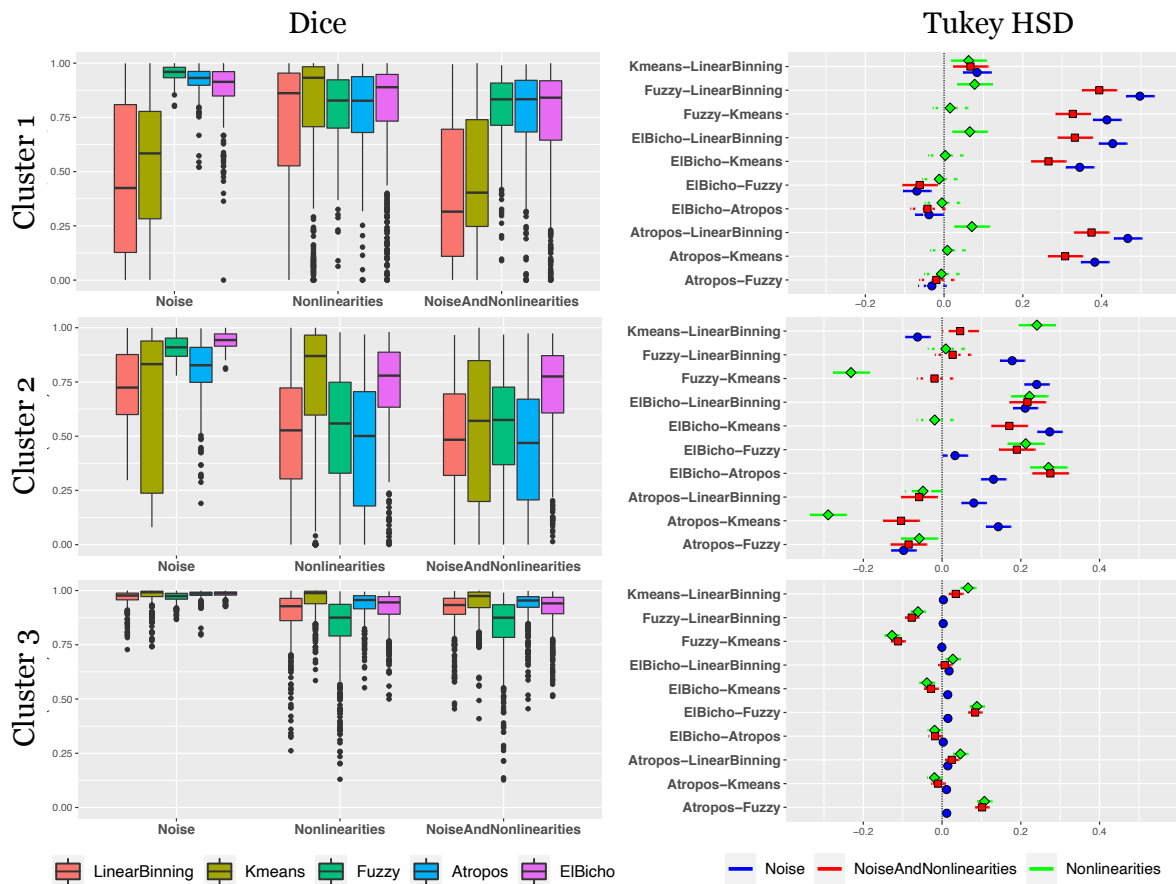 Dice
Tukey HSD
Cluster 1
1.00
0.75
0.50
0.25
0.00
Noise
Nonlinearities
NoiseAndNonlinearities
Kmeans−LinearBinning
Fuzzy−LinearBinning
Fuzzy−Kmeans
ElBicho−LinearBinning
ElBicho−Kmeans
ElBicho−Fuzzy
ElBicho−Atropos
Atropos−LinearBinning
Atropos−Kmeans
Atropos−Fuzzy
−0.2
0.0
0.2
0.4
Cluster 2
1.00
0.75
0.50
0.25
0.00
Noise
Nonlinearities
NoiseAndNonlinearities
Kmeans−LinearBinning
Fuzzy−LinearBinning
Fuzzy−Kmeans
ElBicho−LinearBinning
ElBicho−Kmeans
ElBicho−Fuzzy
ElBicho−Atropos
Atropos−LinearBinning
Atropos−Kmeans
Atropos−Fuzzy
−0.2
0.0
0.2
0.4
Cluster 3
1.00
0.75
0.50
0.25
0.00
Noise
Nonlinearities
NoiseAndNonlinearities
Kmeans−LinearBinning
Fuzzy−LinearBinning
Fuzzy−Kmeans
ElBicho−LinearBinning
ElBicho−Kmeans
ElBicho−Fuzzy
ElBicho−Atropos
Atropos−LinearBinning
Atropos−Kmeans
Atropos−Fuzzy
−0.2
0.0
0.2
0.4
LinearBinning Kmeans Fuzzy Atropos ElBicho
Noise NoiseAndNonlinearities Nonlinearities